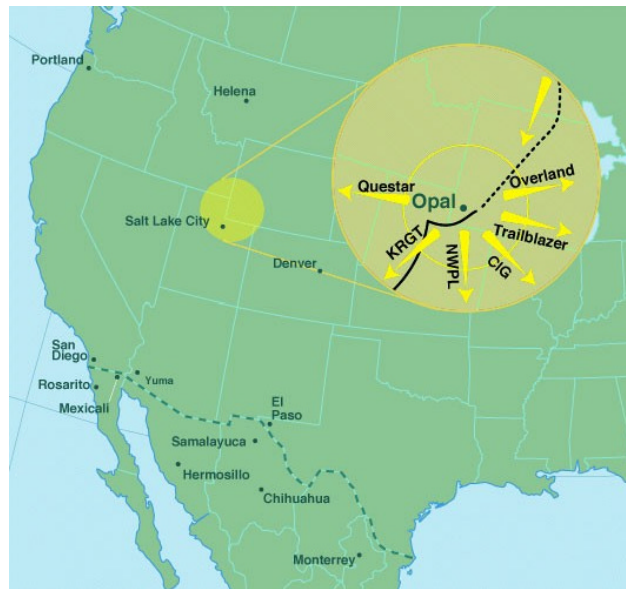 Portland
Helena
Questar
Overland
Opal
Salt Lake City
KRGT
NWPL
CIG
Trailblazer
Denver
San
Diego
Yuma
Rosarito
Mexicali
El
Paso
Samalayuca
Hermosillo
Chihuahua
Monterrey